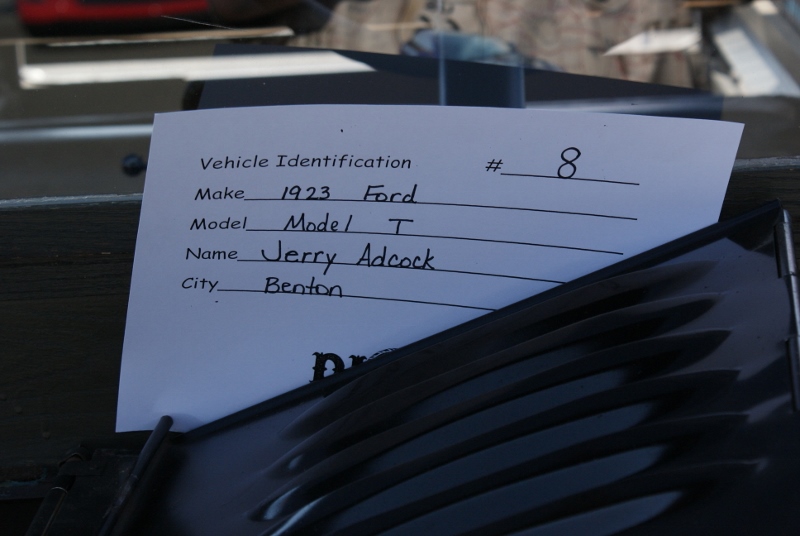 Vehicle Identification # 8
Make 1923 Ford
Model Model T
Name Jerry Adcock
City Benton